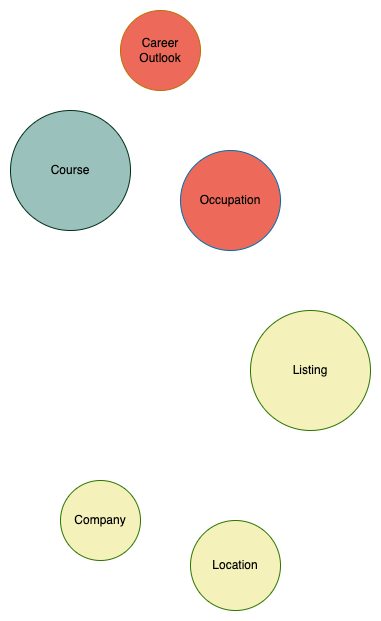 Career
Outlook
Course
Occupation
Listing
Company
Location